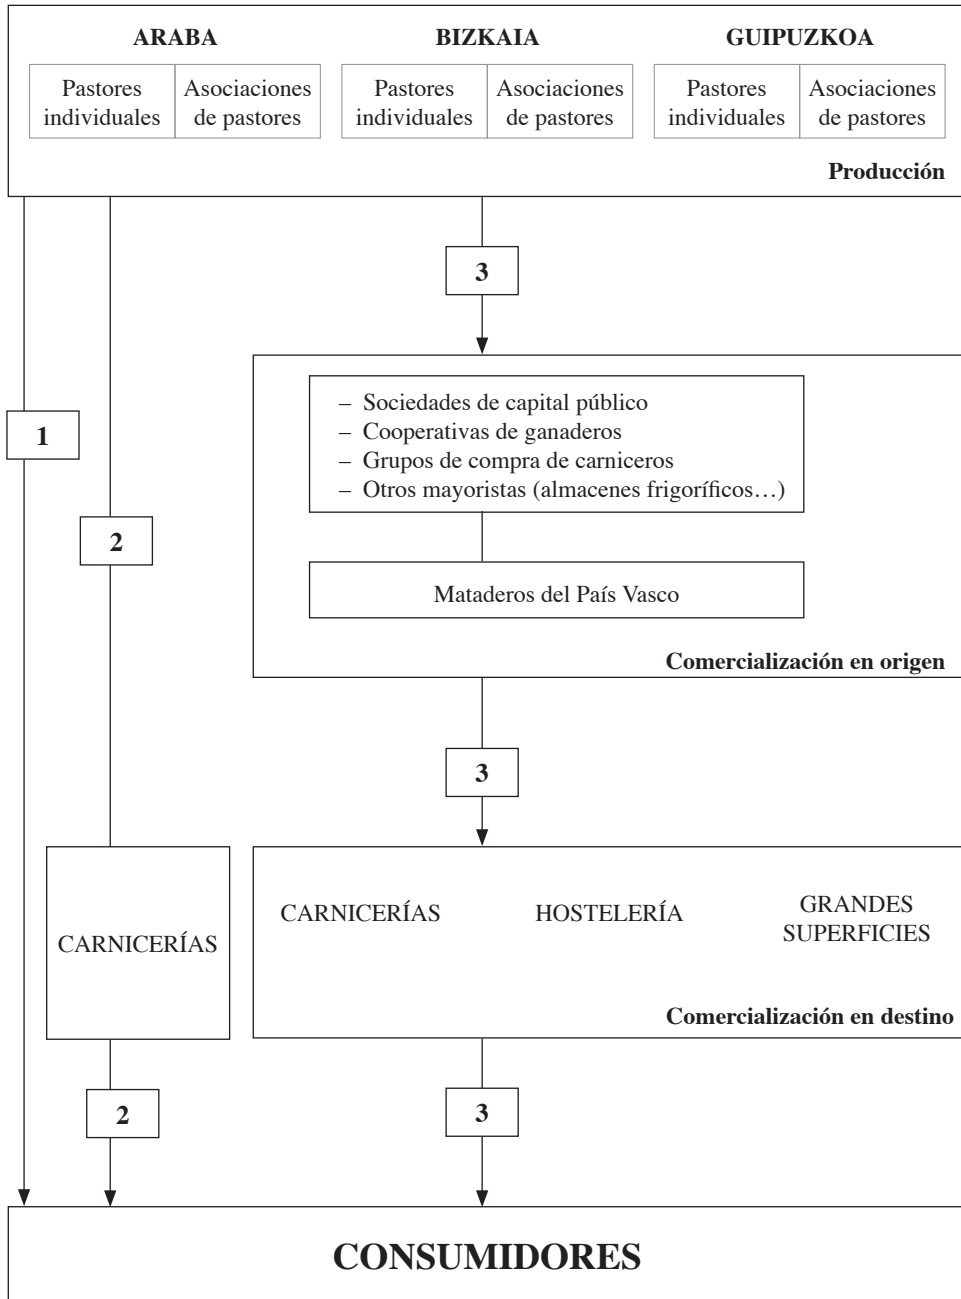 ARABA
BIZKAIA
GUIPUZKOA
Pastores
individuales
Asociaciones
de pastores
Pastores
individuales
Asociaciones
de pastores
Pastores
individuales
Asociaciones
de pastores
Producción
3
– Sociedades de capital público
– Cooperativas de ganaderos
– Grupos de compra de carniceros
– Otros mayoristas (almacenes frigoríficos…)
1
2
Mataderos del País Vasco
Comercialización en origen
3
CARNICERÍAS
CARNICERÍAS
HOSTELERÍA
GRANDES
SUPERFICIES
Comercialización en destino
2
3
CONSUMIDORES